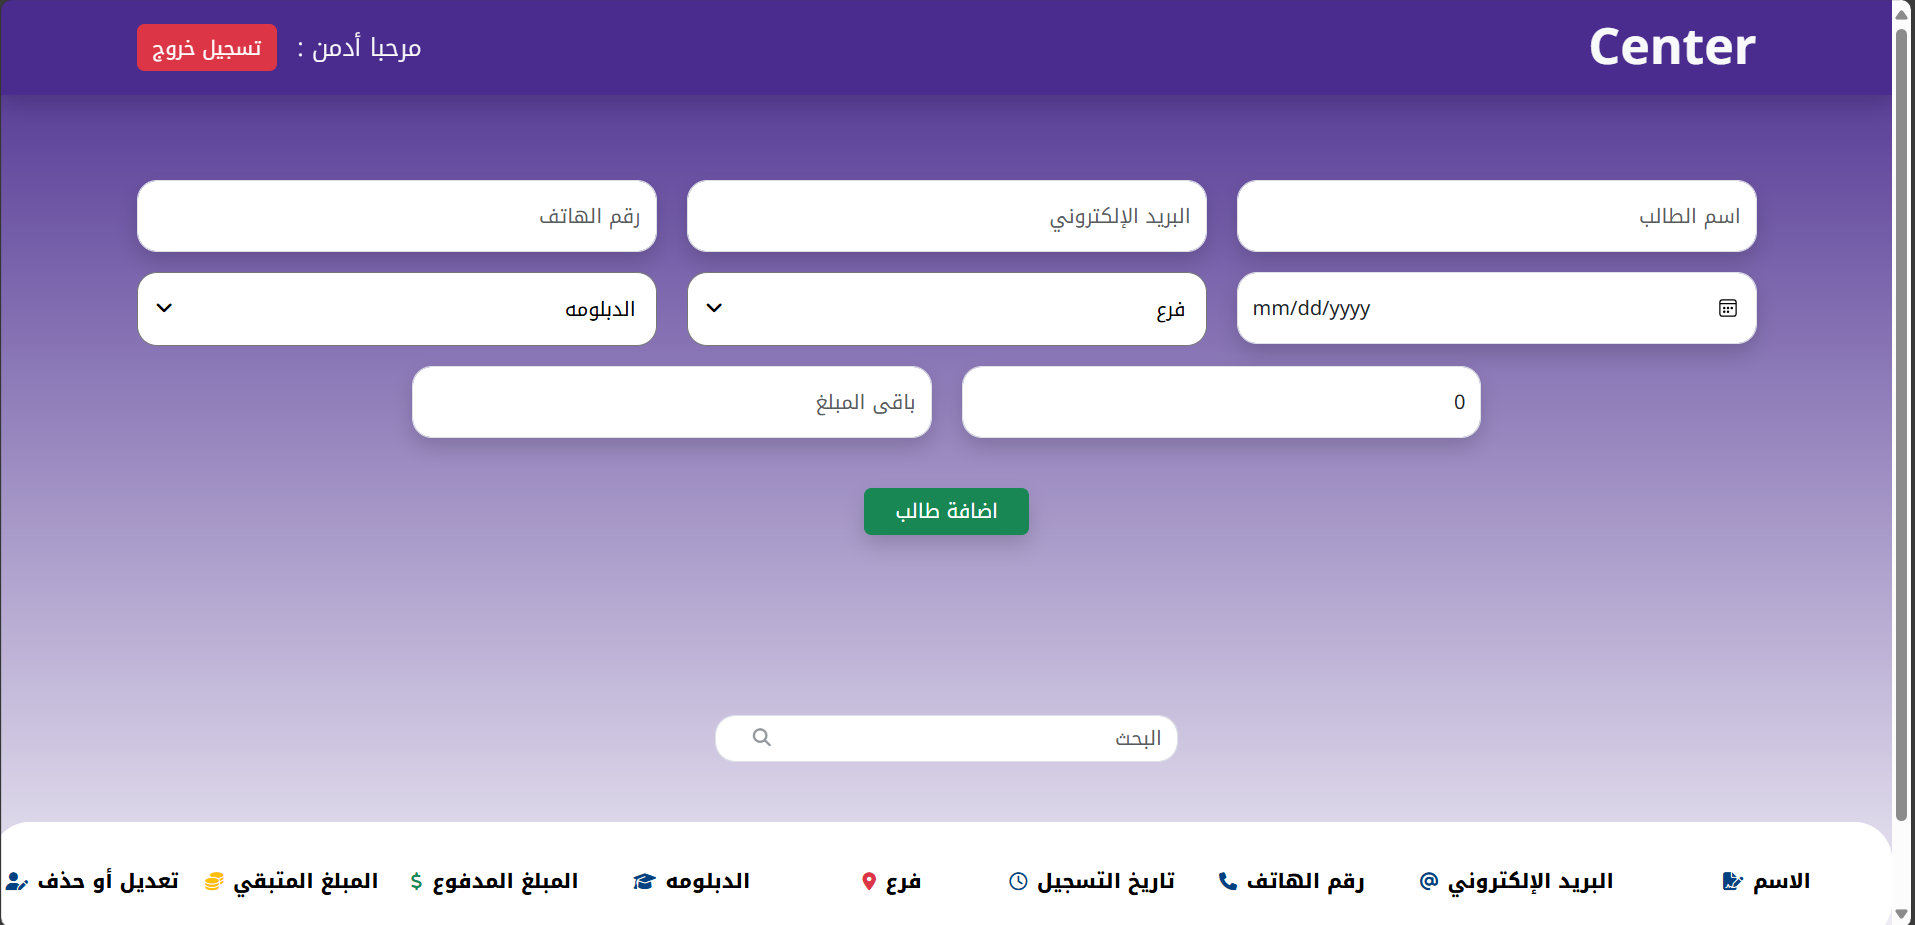 Center
مرحبا أدمن :
تسجيل خروج
اسم الطالب
البريد الإلكتروني
رقم الهاتف
mm/dd/yyyy
فرع
الدبلومه
0
باقى المبلغ
اضافة طالب
البحث
الاسم
البريد الإلكتروني
رقم الهاتف
تاريخ التسجيل
فرع
الدبلومه
المبلغ المدفوع
المبلغ المتبقي
تعديل أو حذف